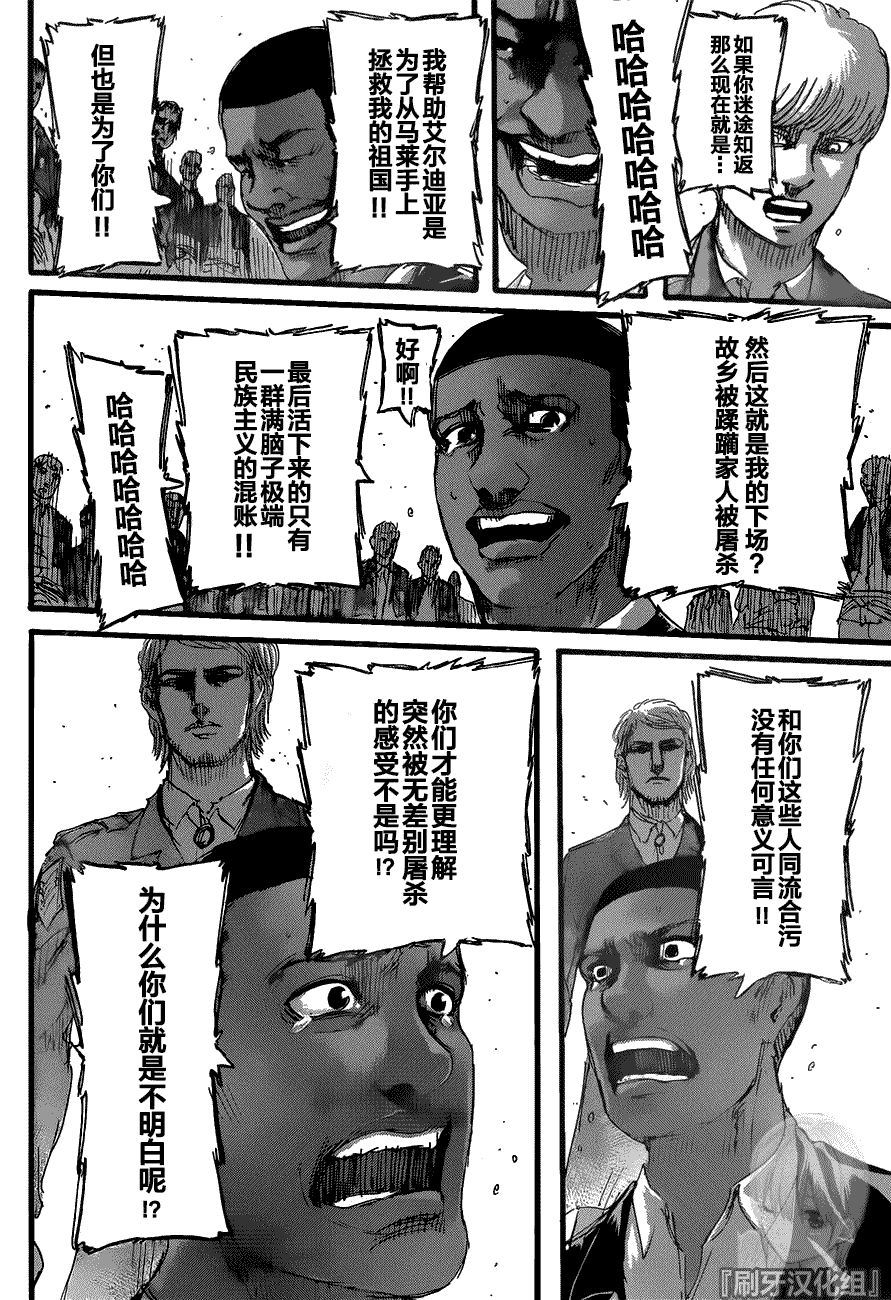 如果你迷途知返
那么现在就是…
哈哈哈哈哈哈哈哈
我帮助艾尔迪亚是
为了从马莱手上
拯救我的祖国!!
但也是为了你们!!
然后这就是我的下场?
故乡被蹂躏家人被屠杀
好啊!!
最后活下来的只有
一群满脑子极端
民族主义的混账!!
哈哈哈哈哈哈哈
和你们这些人同流合污
没有任何意义可言!!
你们才能更理解
突然被无差别屠杀
的感受不是吗!?
为什么你们就是不明白呢!?
『刷牙汉化组』